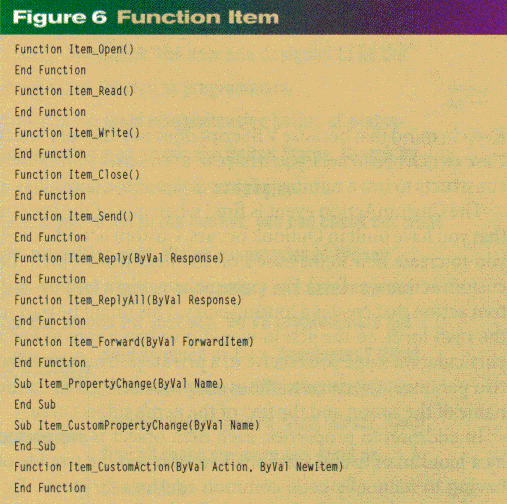 Figure 6 Function Item
Function Item_Open()
End Function
Function Item_Read()
End Function
Function Item_Write()
End Function
Function Item_Close()
End Function
Function Item_Send()
End Function
Function Item_Reply(ByVal Response)
End Function
Function Item_ReplyAll(ByVal Response)
End Function
Function Item_Forward(ByVal ForwardItem)
End Function
Sub Item_PropertyChange(ByVal Name)
End Sub
Sub Item_CustomPropertyChange(ByVal Name)
End Sub
Function Item_CustomAction(ByVal Action, ByVal NewItem)
End Function